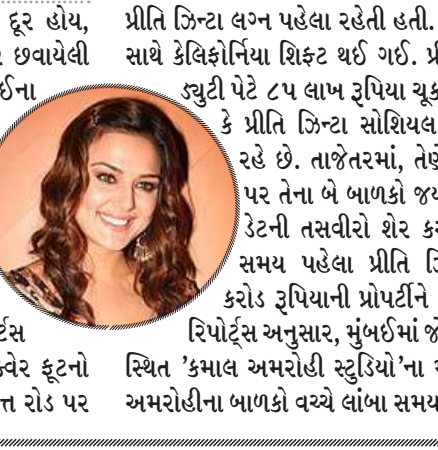 દૂર હોય,
છવાયેલી
ઈના
ર્ટ્સ
વેર ફૂટનો
ત્ત રોડ પર
પ્રીતિ ઝિન્ટા લગ્ન પહેલા રહેતી હતી.
સાથે કેલિફોર્નિયા શિફ્ટ થઈ ગઈ. પ્રી
ડ્યુટી પેટે ૮૫ લાખ રૂપિયા ચૂક
કે પ્રીતિ ઝિન્ટા સોશિયલ
રહે છે. તાજેતરમાં, તેણે
પર તેના બે બાળકો જય
ડેટની તસવીરો શેર કર
સમય પહેલા પ્રીતિ ઝિ
કરોડ રૂપિયાની પ્રોપર્ટીને
રિપોર્ટ્સ અનુસાર, મુંબઈમાં જો
સ્થિત 'કમાલ અમરોહી સ્ટુડિયો'ના
અમરોહીના બાળકો વચ્ચે લાંબા સમય